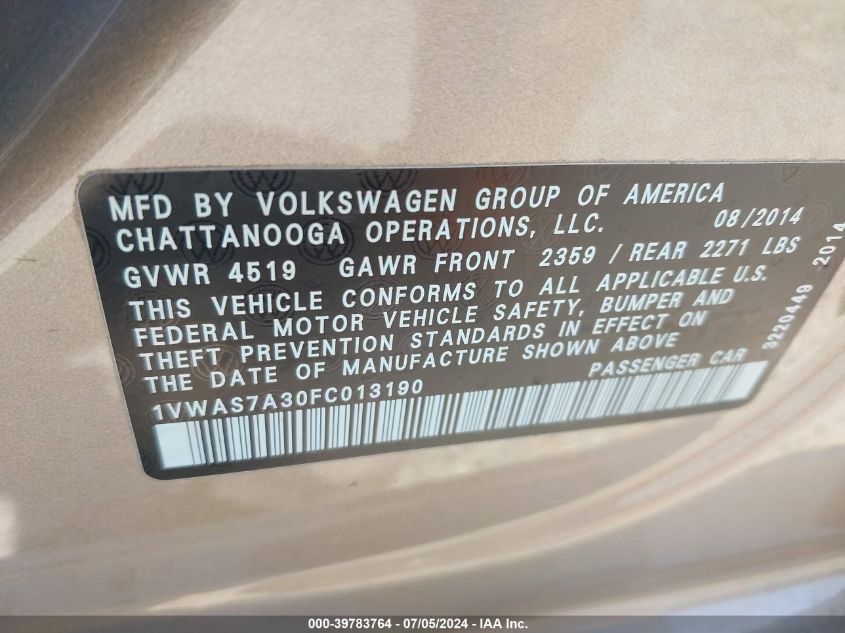 MFD BY VOLKSWAGEN GROUP OF AMERICA
CHATTANOOGA OPERATIONS, LLC. 08/2014
GVWR 4519 GAWR FRONT 2359 / REAR 2271 LBS
THIS VEHICLE CONFORMS TO ALL APPLICABLE U.S.
FEDERAL MOTOR VEHICLE SAFETY, BUMPER AND
THEFT PREVENTION STANDARDS IN EFFECT ON
THE DATE OF MANUFACTURE SHOWN ABOVE
1VWAS7A30FC013190 PASSENGER CAR
9220449 2014
000-39783764 - 07/05/2024 - IAA Inc.